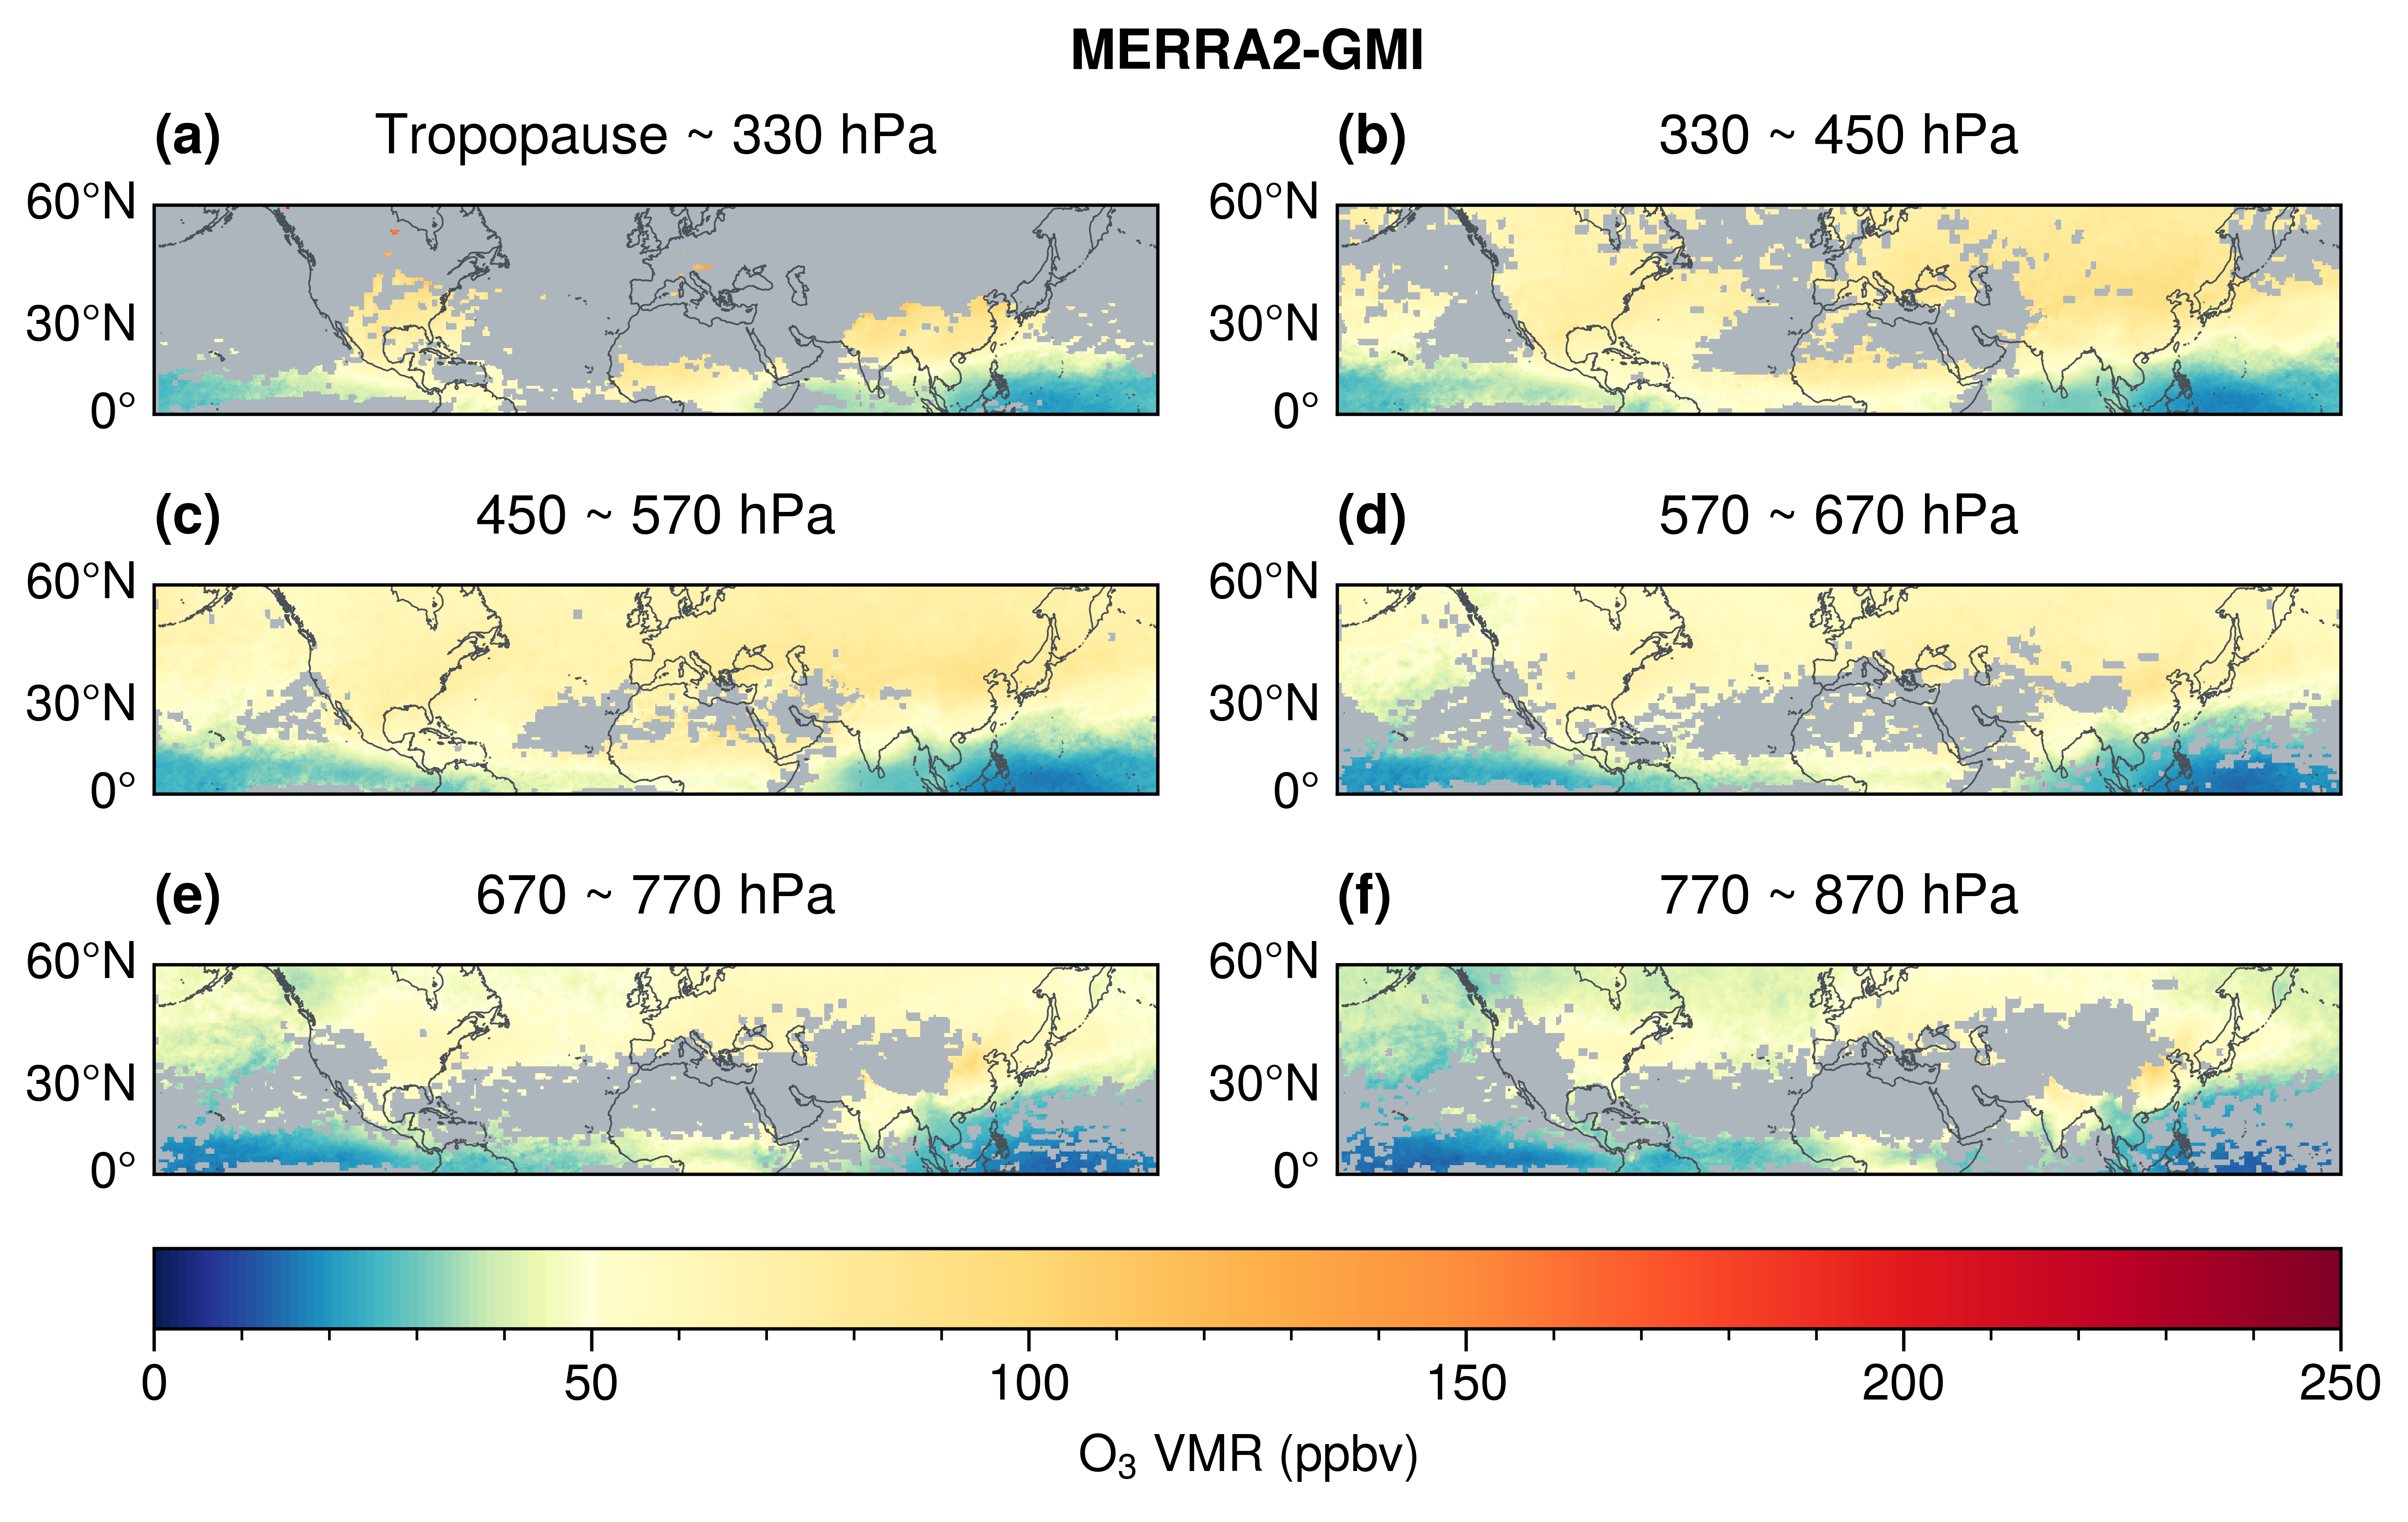 MERRA2-GMI
(a) Tropopause ~ 330 hPa
(b) 330 ~ 450 hPa
60°N
30°N
0°
60°N
30°N
0°
(c) 450 ~ 570 hPa
(d) 570 ~ 670 hPa
60°N
30°N
0°
60°N
30°N
0°
(e) 670 ~ 770 hPa
(f) 770 ~ 870 hPa
60°N
30°N
0°
60°N
30°N
0°
0 50 100 150 200 250
O₃ VMR (ppbv)